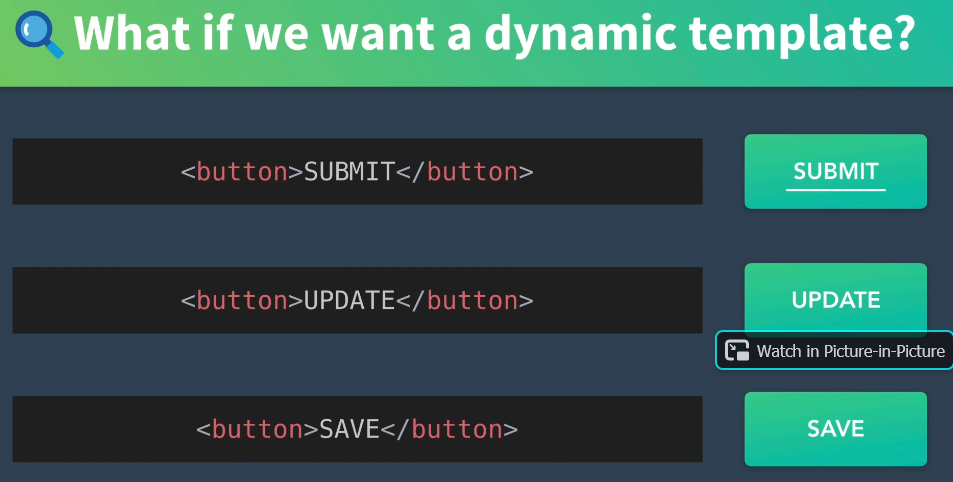 What if we want a dynamic template?
<button>SUBMIT</button>
SUBMIT
<button>UPDATE</button>
UPDATE
Watch in Picture-in-Picture
<button>SAVE</button>
SAVE